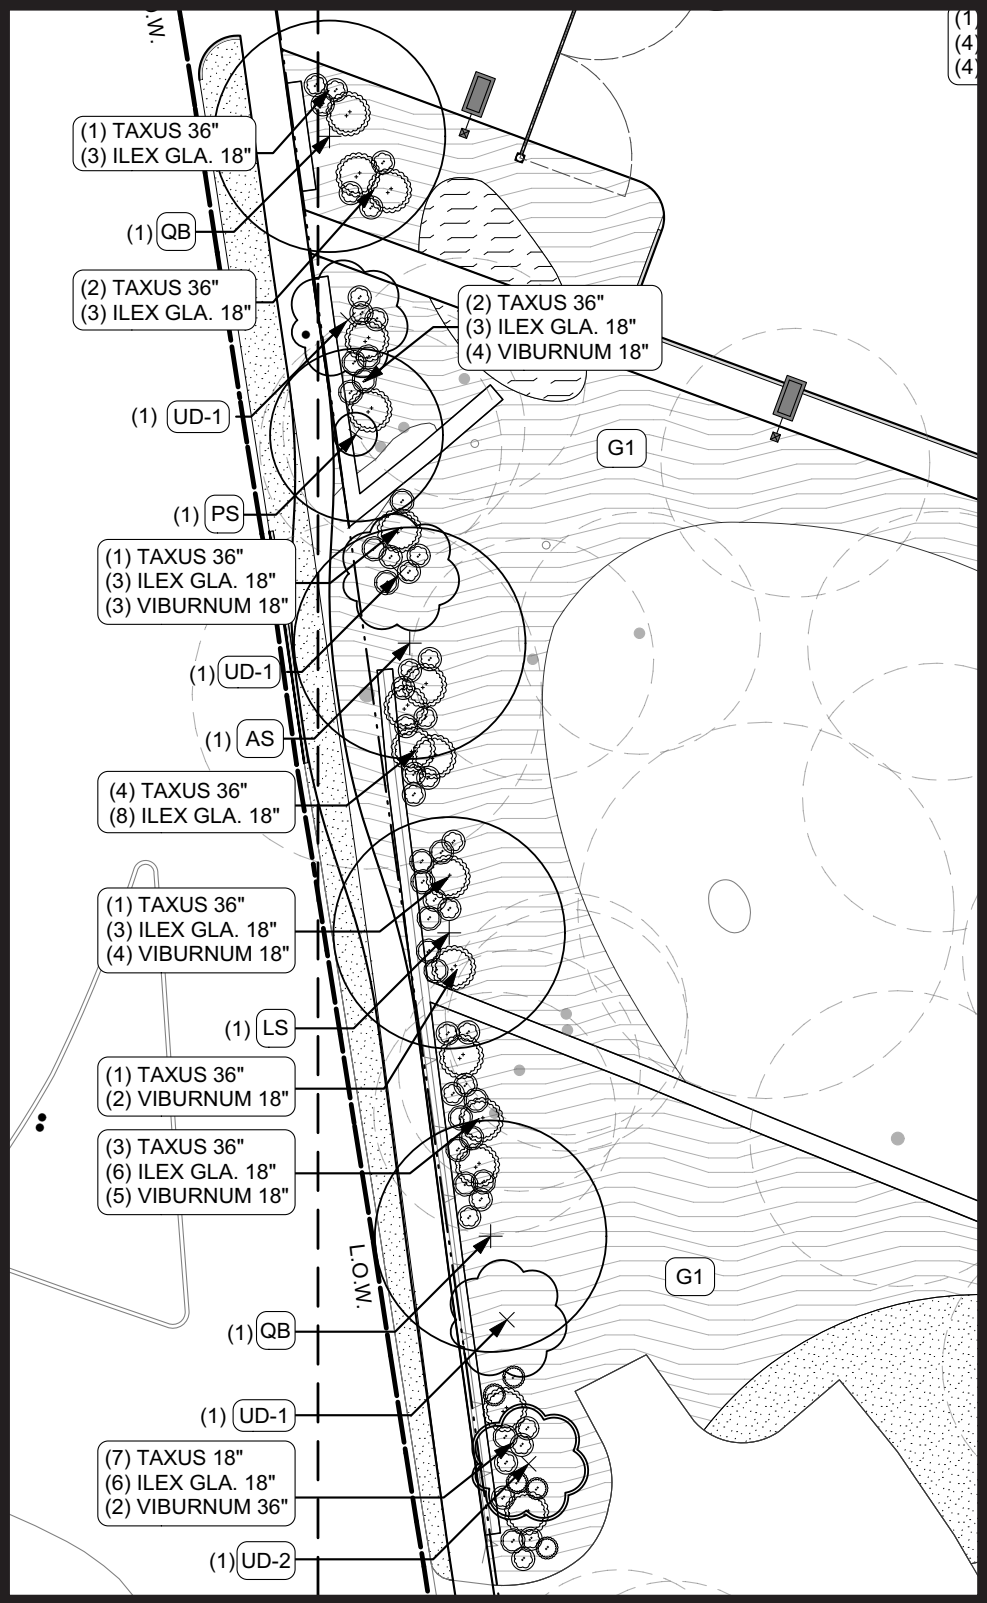 .O.W.
(1)
(4)
(4)
(1) TAXUS 36"
(3) ILEX GLA. 18"
(1) QB
(2) TAXUS 36"
(3) ILEX GLA. 18"
(2) TAXUS 36"
(3) ILEX GLA. 18"
(4) VIBURNUM 18"
(1) UD-1
G1
(1) PS
(1) TAXUS 36"
(3) ILEX GLA. 18"
(3) VIBURNUM 18"
(1) UD-1
(1) AS
(4) TAXUS 36"
(8) ILEX GLA. 18"
(1) TAXUS 36"
(3) ILEX GLA. 18"
(4) VIBURNUM 18"
(1) LS
(1) TAXUS 36"
(2) VIBURNUM 18"
(3) TAXUS 36"
(6) ILEX GLA. 18"
(5) VIBURNUM 18"
L.O.W.
G1
(1) QB
(1) UD-1
(7) TAXUS 18"
(6) ILEX GLA. 18"
(2) VIBURNUM 36"
(1) UD-2